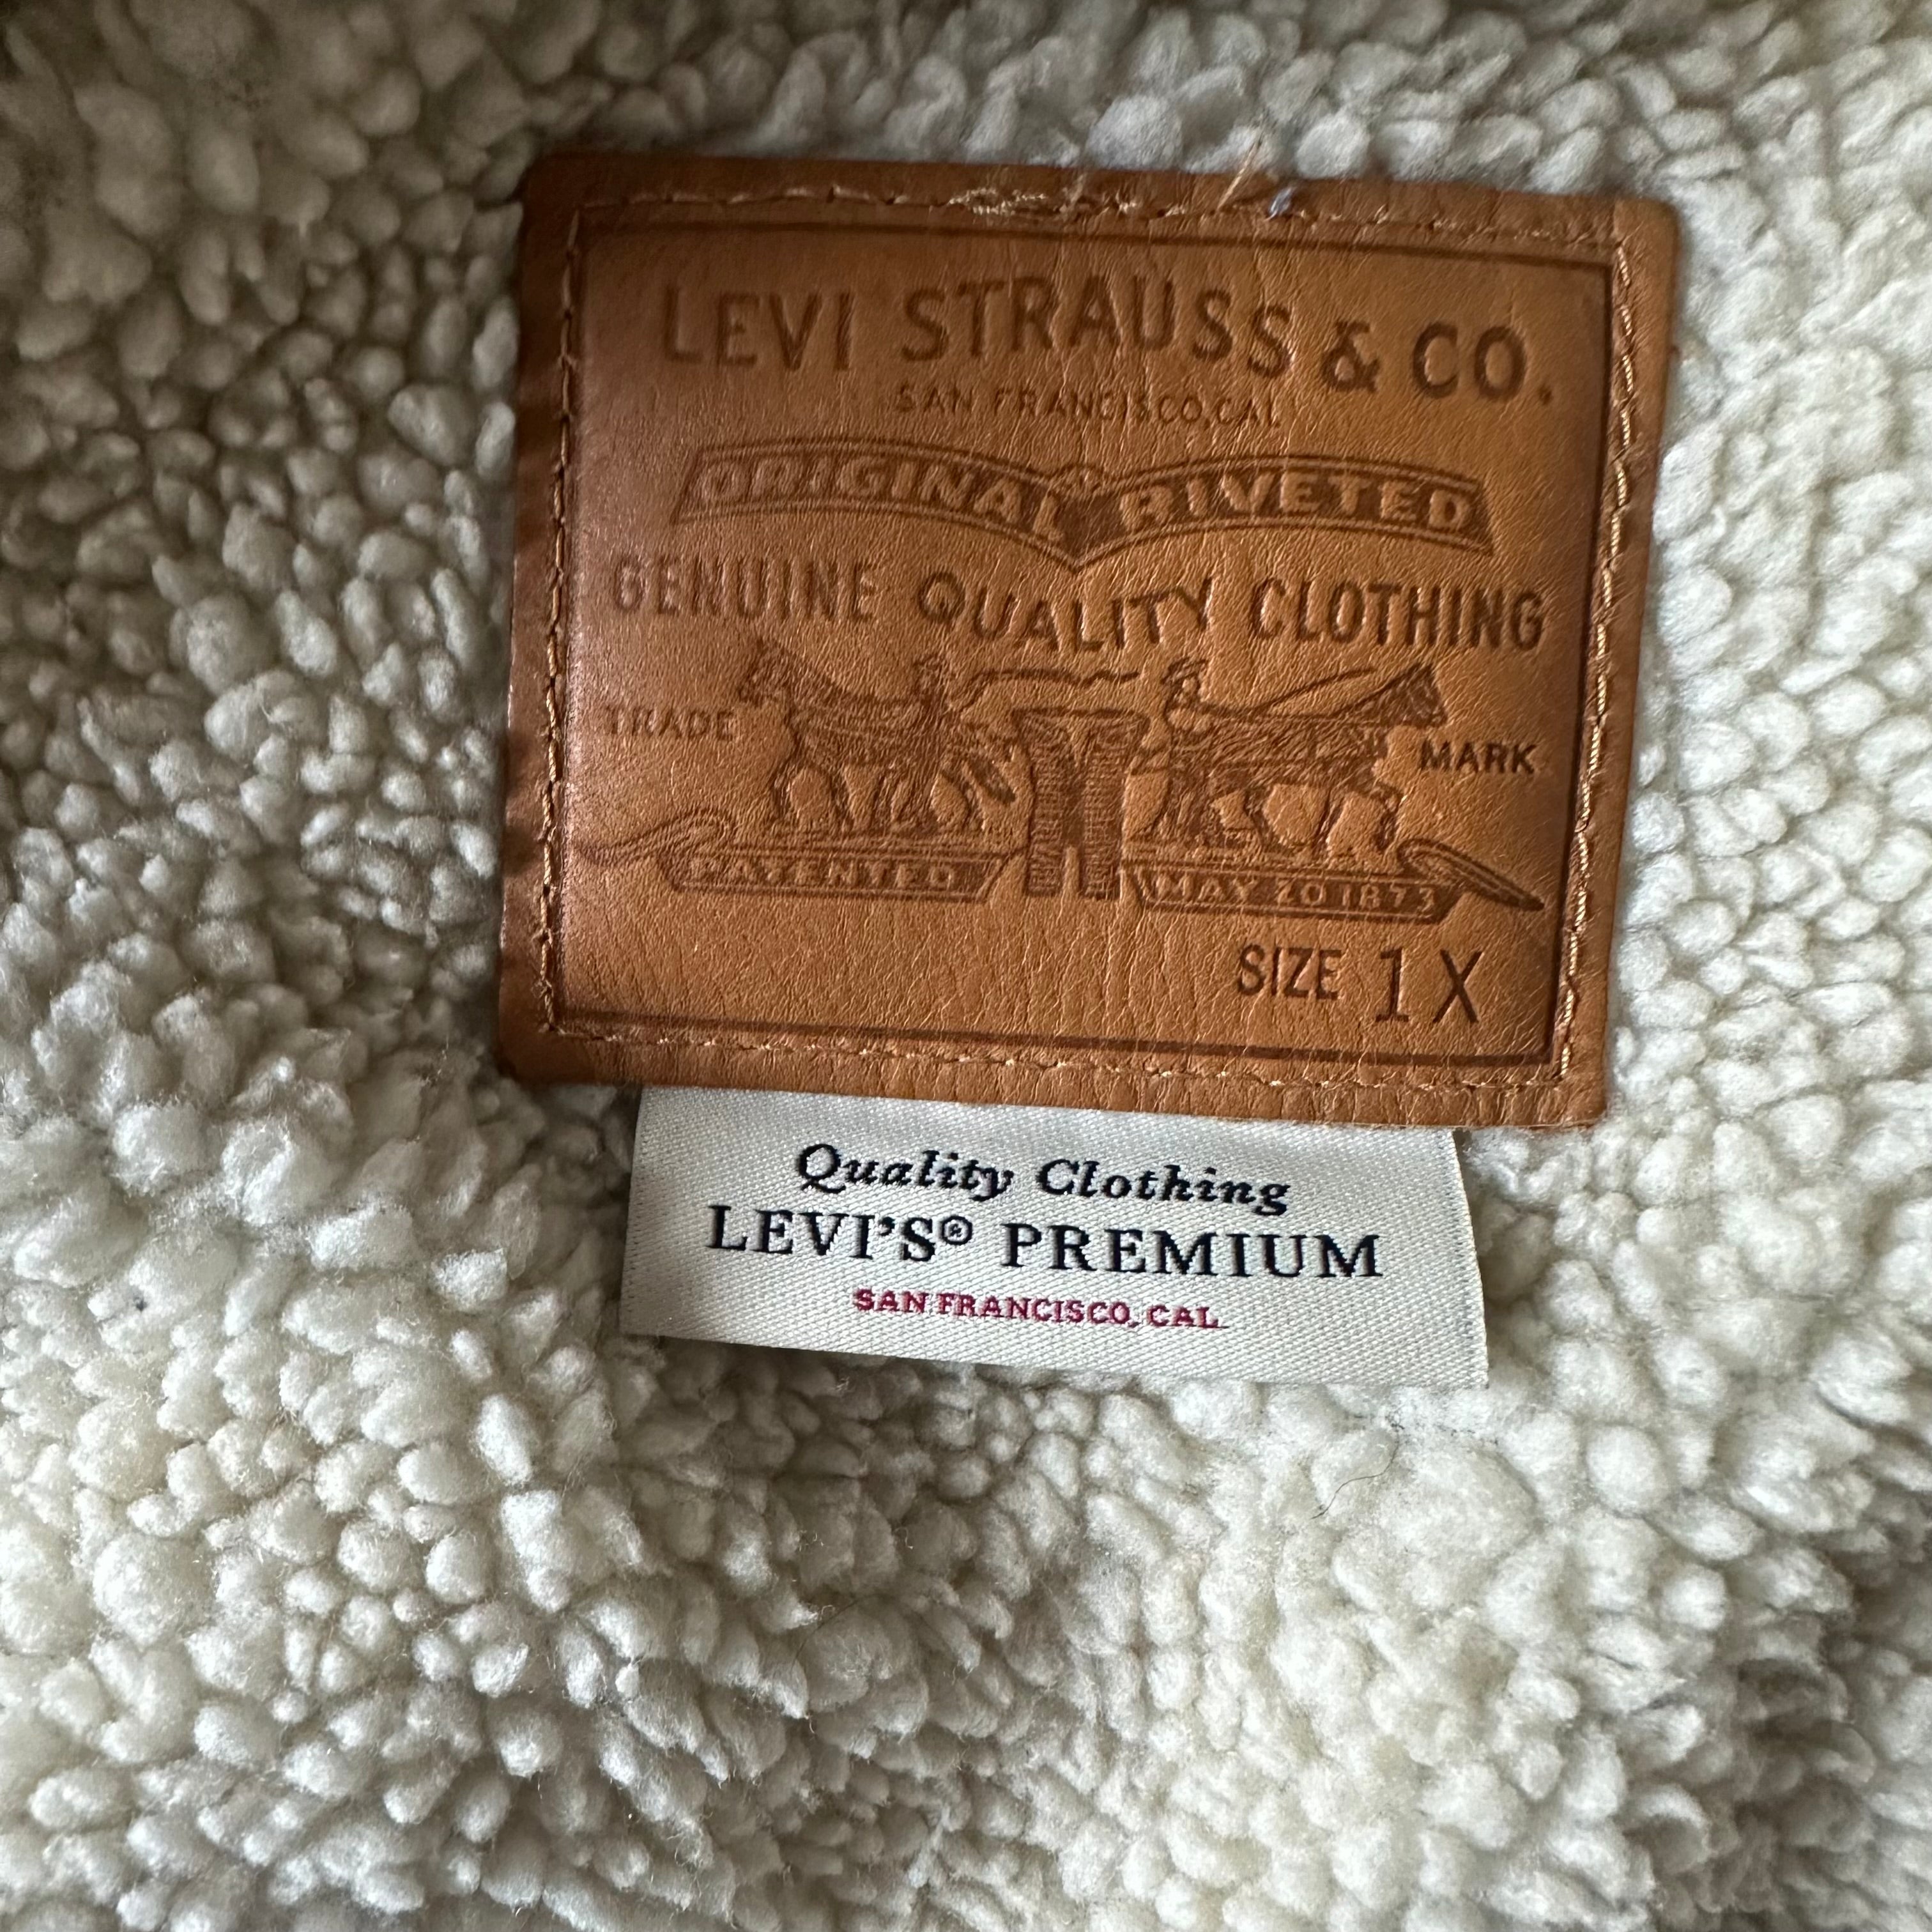 LEVI STRAUSS & CO.
SAN FRANCISCO, CAL
ORIGINAL RIVETED
GENUINE QUALITY CLOTHING
TRADE MARK
PATENTED MAY 20 1873
SIZE 1X
Quality Clothing
LEVI'S® PREMIUM
SAN FRANCISCO, CAL